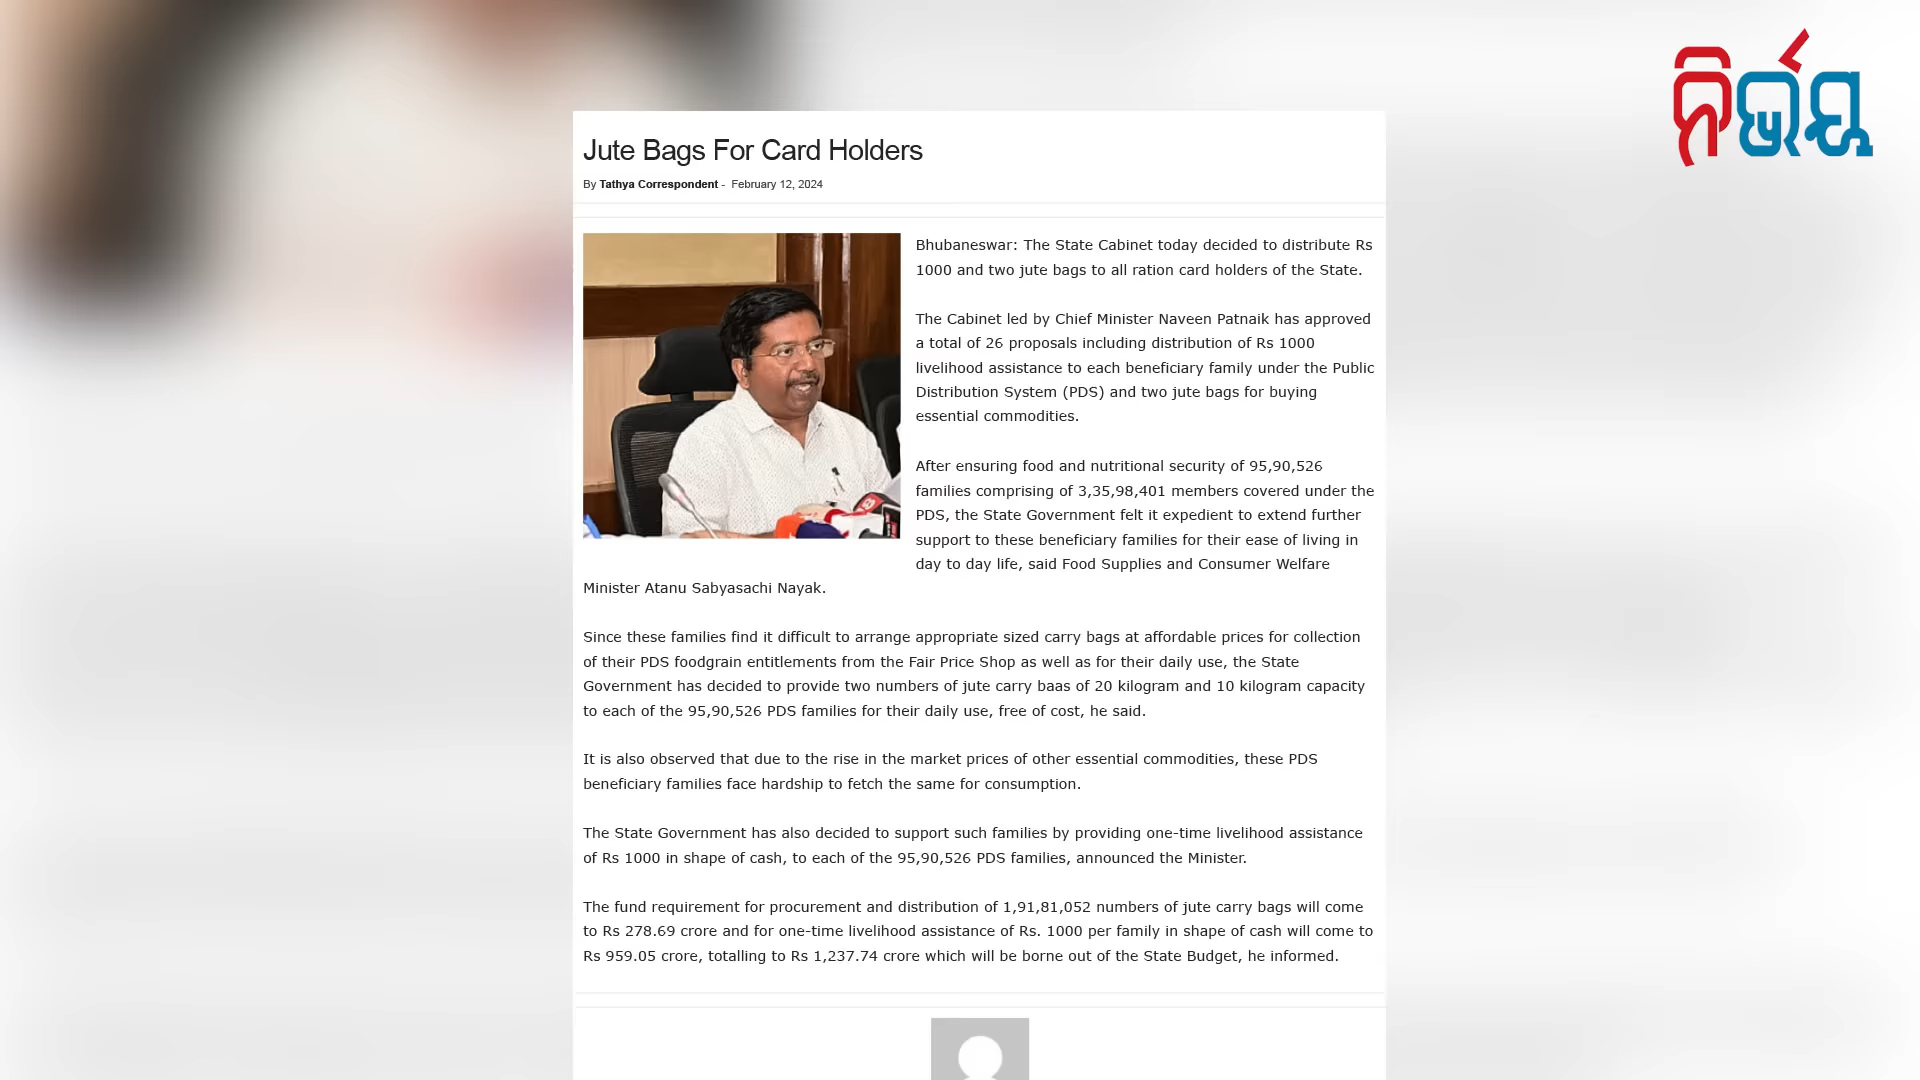 ନିର୍ଭୟ
Jute Bags For Card Holders
By Tathya Correspondent - February 12, 2024
Bhubaneswar: The State Cabinet today decided to distribute Rs
1000 and two jute bags to all ration card holders of the State.
The Cabinet led by Chief Minister Naveen Patnaik has approved
a total of 26 proposals including distribution of Rs 1000
livelihood assistance to each beneficiary family under the Public
Distribution System (PDS) and two jute bags for buying
essential commodities.
After ensuring food and nutritional security of 95,90,526
families comprising of 3,35,98,401 members covered under the
PDS, the State Government felt it expedient to extend further
support to these beneficiary families for their ease of living in
day to day life, said Food Supplies and Consumer Welfare
Minister Atanu Sabyasachi Nayak.
Since these families find it difficult to arrange appropriate sized carry bags at affordable prices for collection
of their PDS foodgrain entitlements from the Fair Price Shop as well as for their daily use, the State
Government has decided to provide two numbers of jute carry baas of 20 kilogram and 10 kilogram capacity
to each of the 95,90,526 PDS families for their daily use, free of cost, he said.
It is also observed that due to the rise in the market prices of other essential commodities, these PDS
beneficiary families face hardship to fetch the same for consumption.
The State Government has also decided to support such families by providing one-time livelihood assistance
of Rs 1000 in shape of cash, to each of the 95,90,526 PDS families, announced the Minister.
The fund requirement for procurement and distribution of 1,91,81,052 numbers of jute carry bags will come
to Rs 278.69 crore and for one-time livelihood assistance of Rs. 1000 per family in shape of cash will come to
Rs 959.05 crore, totalling to Rs 1,237.74 crore which will be borne out of the State Budget, he informed.